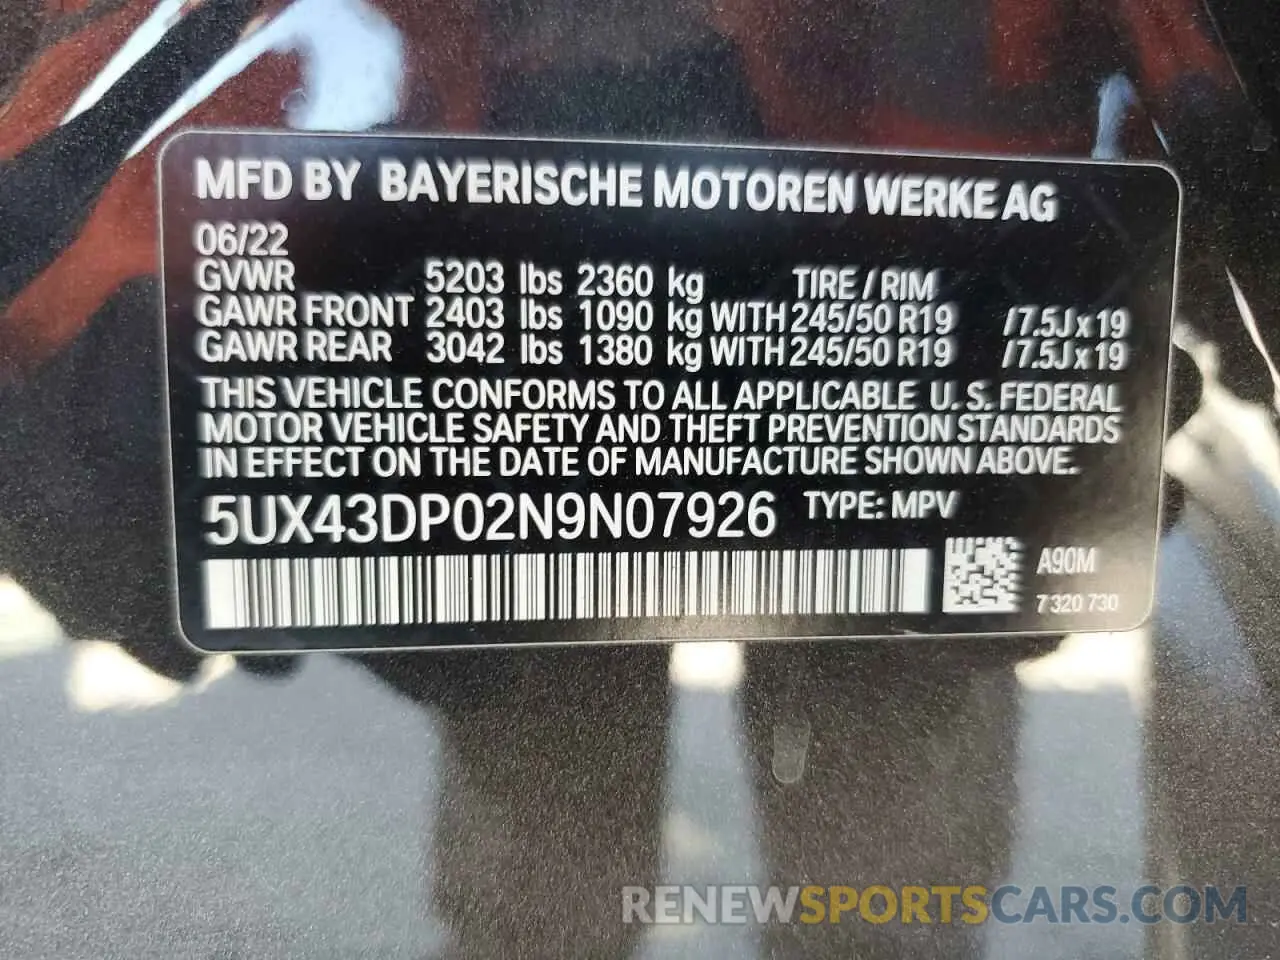 MFD BY BAYERISCHE MOTOREN WERKE AG
06/22
GVWR 5203 lbs 2360 kg TIRE / RIM
GAWR FRONT 2403 lbs 1090 kg WITH 245/50 R19 / 7.5J x 19
GAWR REAR 3042 lbs 1380 kg WITH 245/50 R19 / 7.5J x 19
THIS VEHICLE CONFORMS TO ALL APPLICABLE U. S. FEDERAL
MOTOR VEHICLE SAFETY AND THEFT PREVENTION STANDARDS
IN EFFECT ON THE DATE OF MANUFACTURE SHOWN ABOVE.
5UX43DP02N9N07926 TYPE: MPV
A90M
7 320 730
RENEWSPORTSCARS.COM